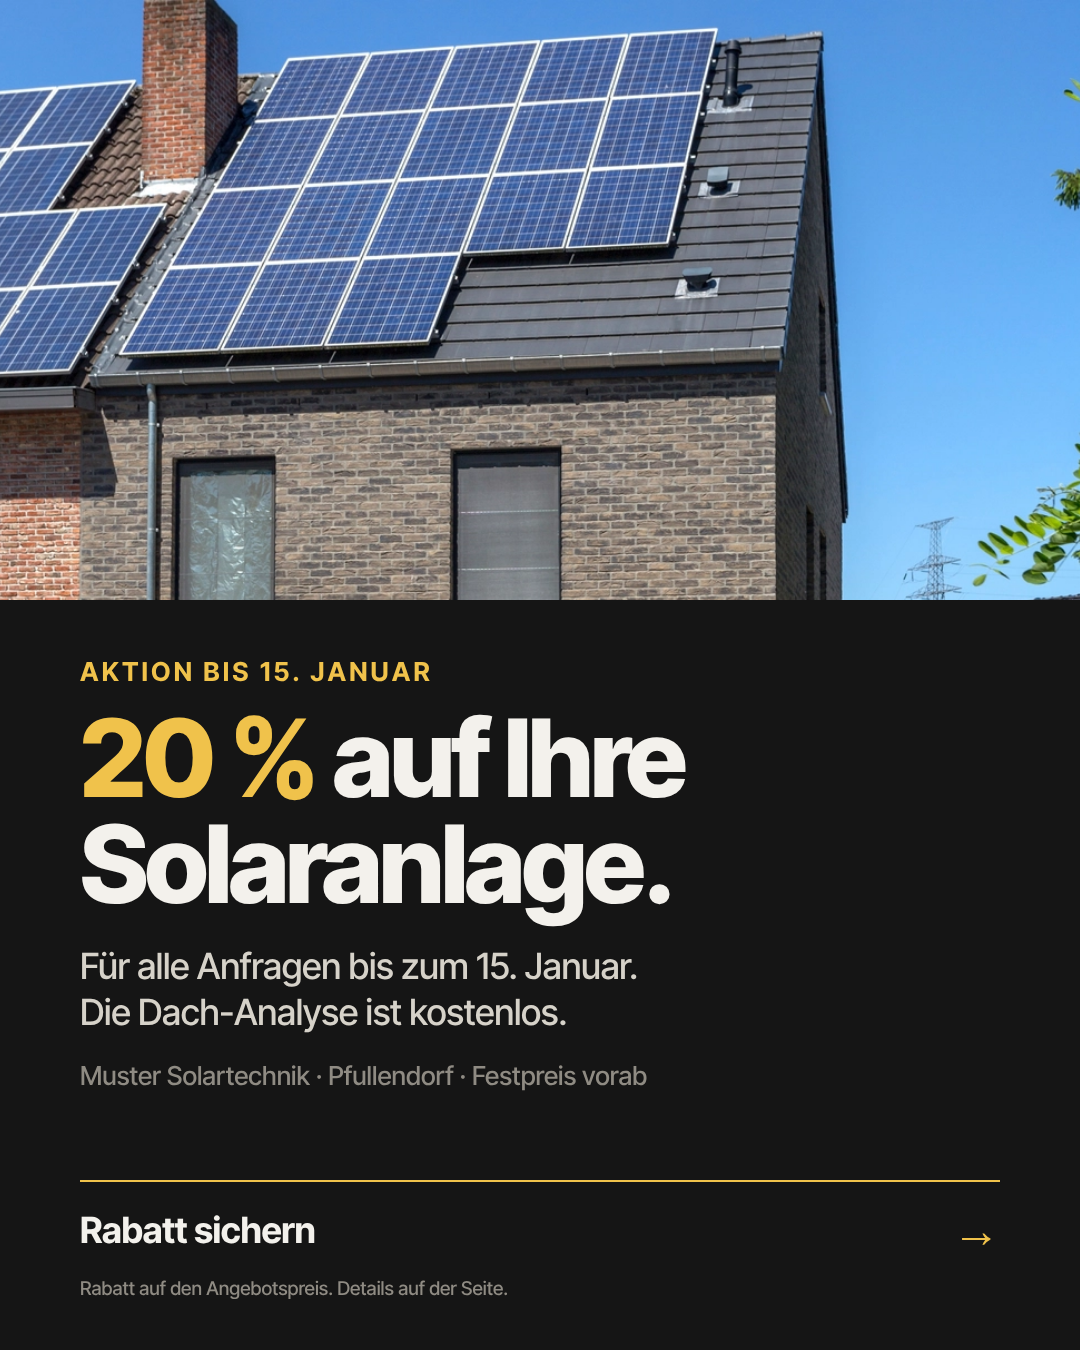 AKTION BIS 15. JANUAR
20 % auf Ihre
Solaranlage.
Für alle Anfragen bis zum 15. Januar.
Die Dach-Analyse ist kostenlos.
Muster Solartechnik · Pfullendorf · Festpreis vorab
Rabatt sichern →
Rabatt auf den Angebotspreis. Details auf der Seite.